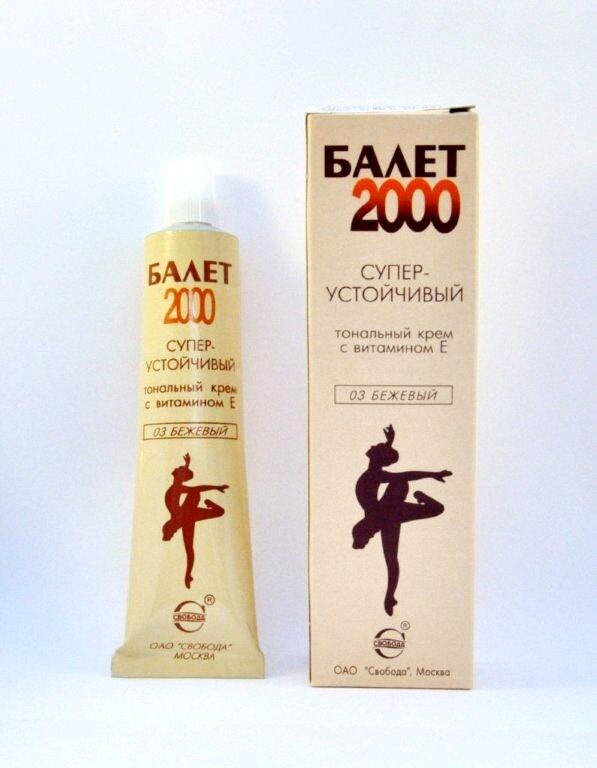 БАЛЕТ
2000
СУПЕР-
УСТОЙЧИВЫЙ
тональный крем
с витамином Е
03 БЕЖЕВЫЙ
®
СВОБОДА
ОАО "СВОБОДА"
МОСКВА
БАЛЕТ
2000
СУПЕР-
УСТОЙЧИВЫЙ
тональный крем
с витамином Е
03 БЕЖЕВЫЙ
®
СВОБОДА
ОАО "Свобода", Москва